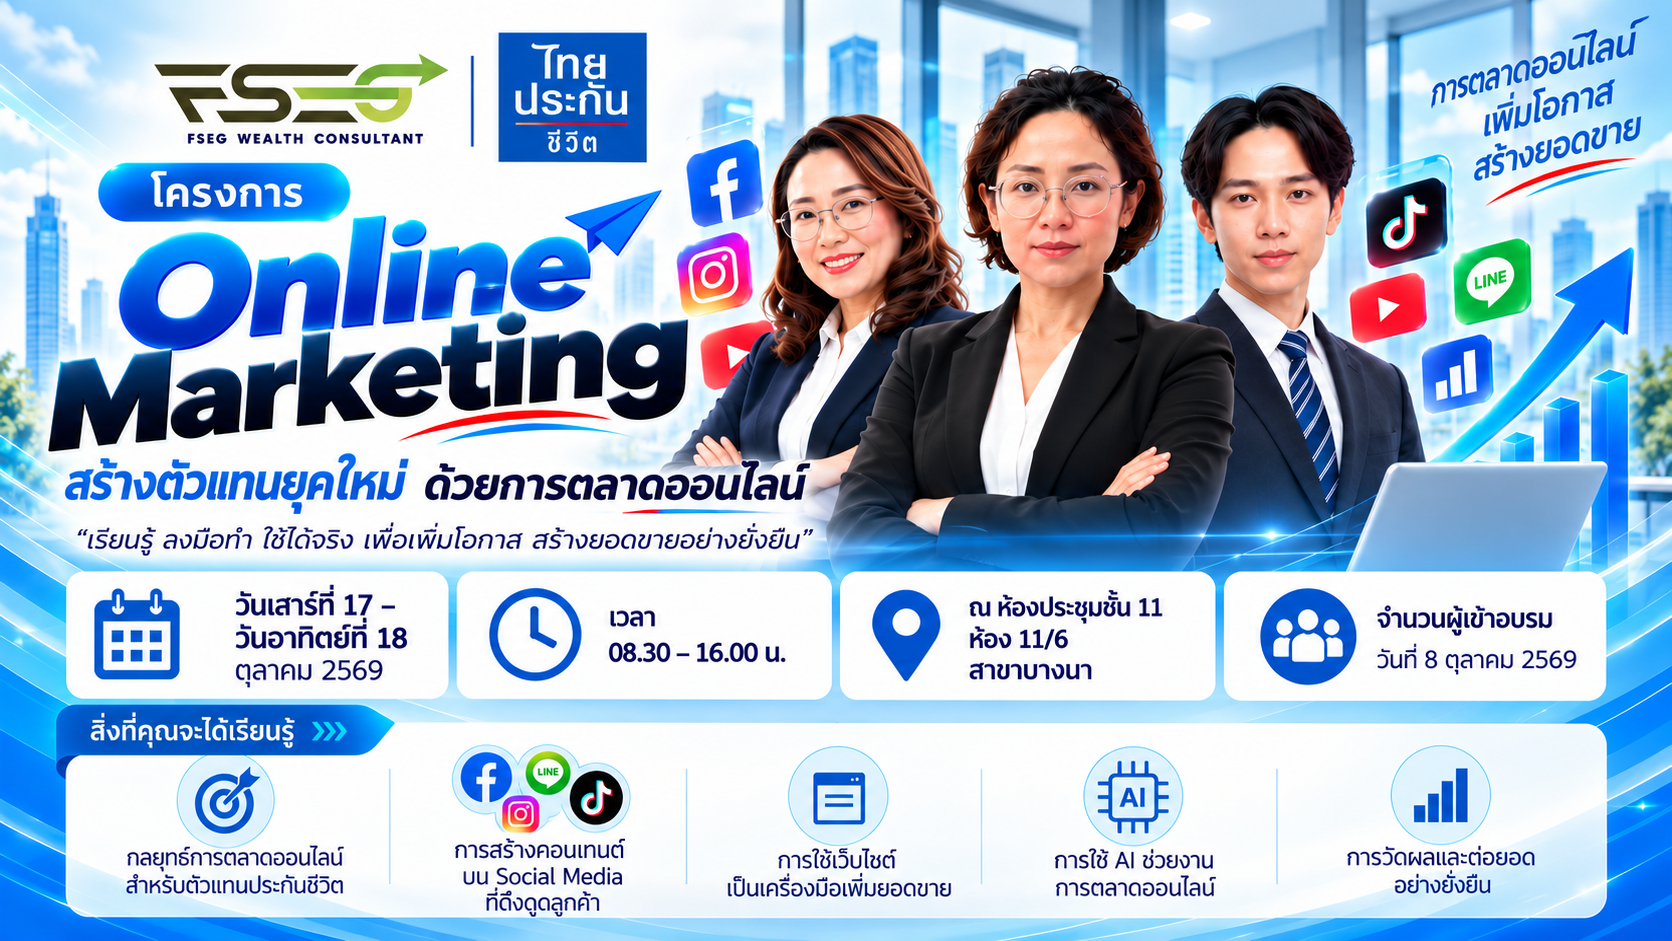 FSEG
FSEG WEALTH CONSULTANT
ไทย
ประกัน
ชีวิต
การตลาดออนไลน์
เพิ่มโอกาส
สร้างยอดขาย
โครงการ
Online
Marketing
LINE
สร้างตัวแทนยุคใหม่ ด้วยการตลาดออนไลน์
“เรียนรู้ ลงมือทำ ใช้ได้จริง เพื่อเพิ่มโอกาส สร้างยอดขายอย่างยั่งยืน”
วันเสาร์ที่ 17 –
วันอาทิตย์ที่ 18
ตุลาคม 2569
เวลา
08.30 – 16.00 น.
ณ ห้องประชุมชั้น 11
ห้อง 11/6
สาขาบางนา
จำนวนผู้เข้าอบรม
วันที่ 8 ตุลาคม 2569
สิ่งที่คุณจะได้เรียนรู้
กลยุทธ์การตลาดออนไลน์
สำหรับตัวแทนประกันชีวิต
LINE
การสร้างคอนเทนต์
บน Social Media
ที่ดึงดูดลูกค้า
การใช้เว็บไซต์
เป็นเครื่องมือเพิ่มยอดขาย
AI
การใช้ AI ช่วยงาน
การตลาดออนไลน์
การวัดผลและต่อยอด
อย่างยั่งยืน